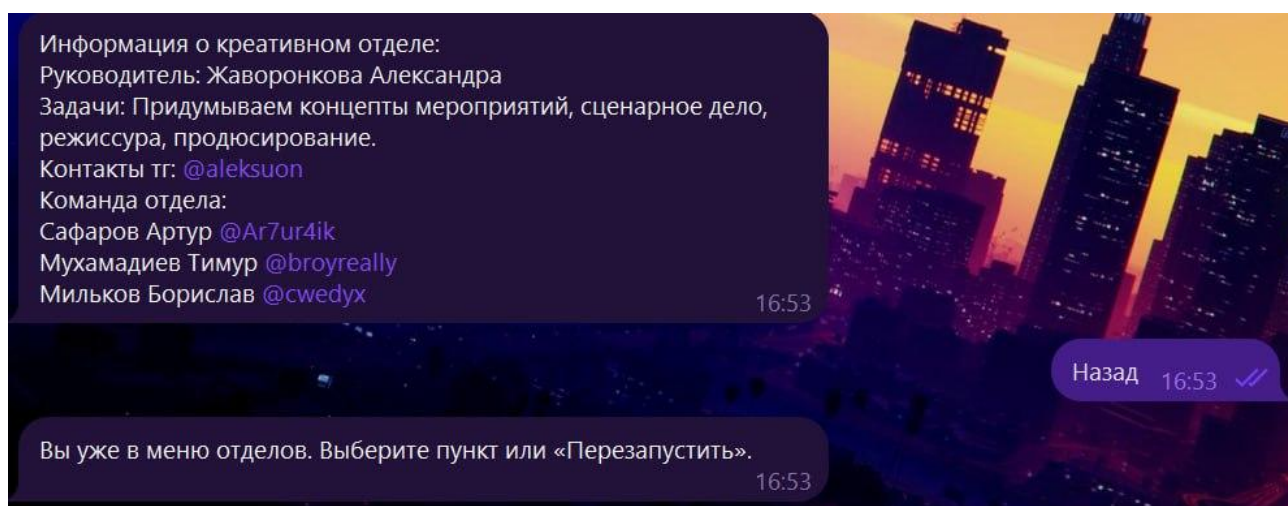 Информация о креативном отделе:
Руководитель: Жаворонкова Александра
Задачи: Придумываем концепты мероприятий, сценарное дело,
режиссура, продюсирование.
Контакты тг: @aleksuon
Команда отдела:
Сафаров Артур @Ar7ur4ik
Мухамадиев Тимур @broyreally
Мильков Борислав @cwedyx
16:53
Назад 16:53
Вы уже в меню отделов. Выберите пункт или «Перезапустить».
16:53